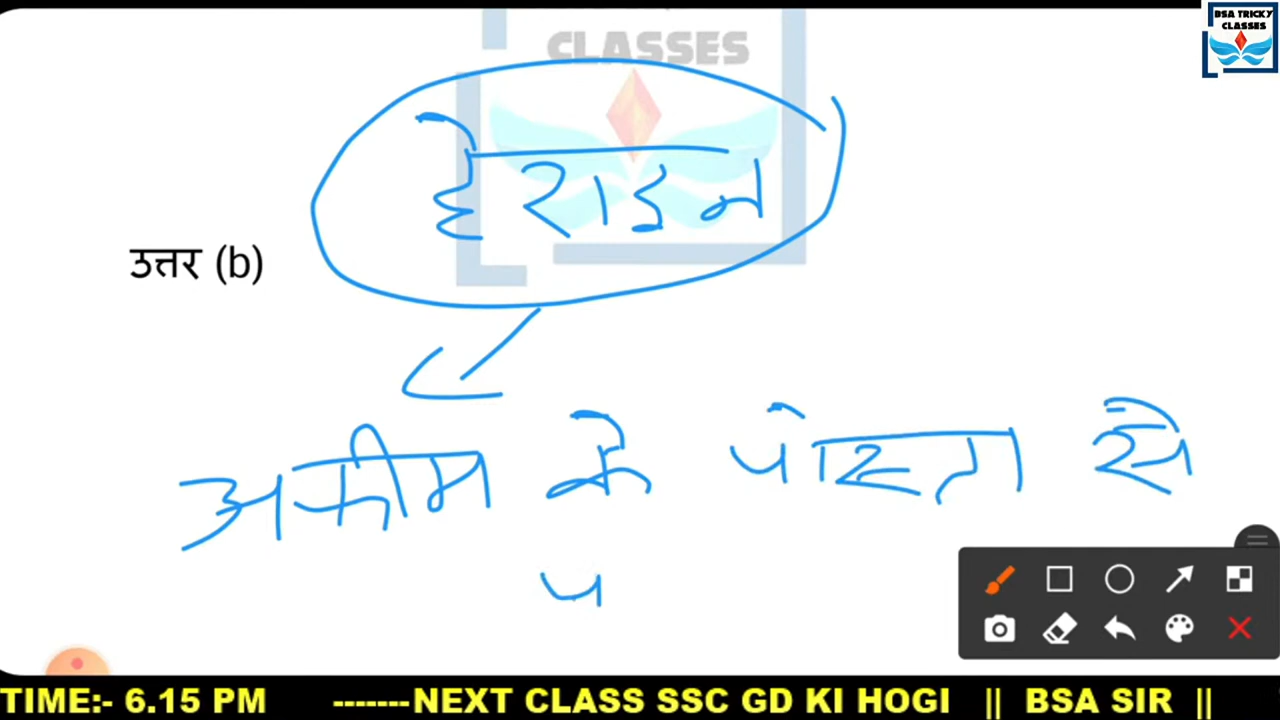 BSA TRICKY
CLASSES
CLASSES
हेराइन
उत्तर (b)
अफीम के पोस्ता से
प
TIME:- 6.15 PM -------NEXT CLASS SSC GD KI HOGI || BSA SIR ||